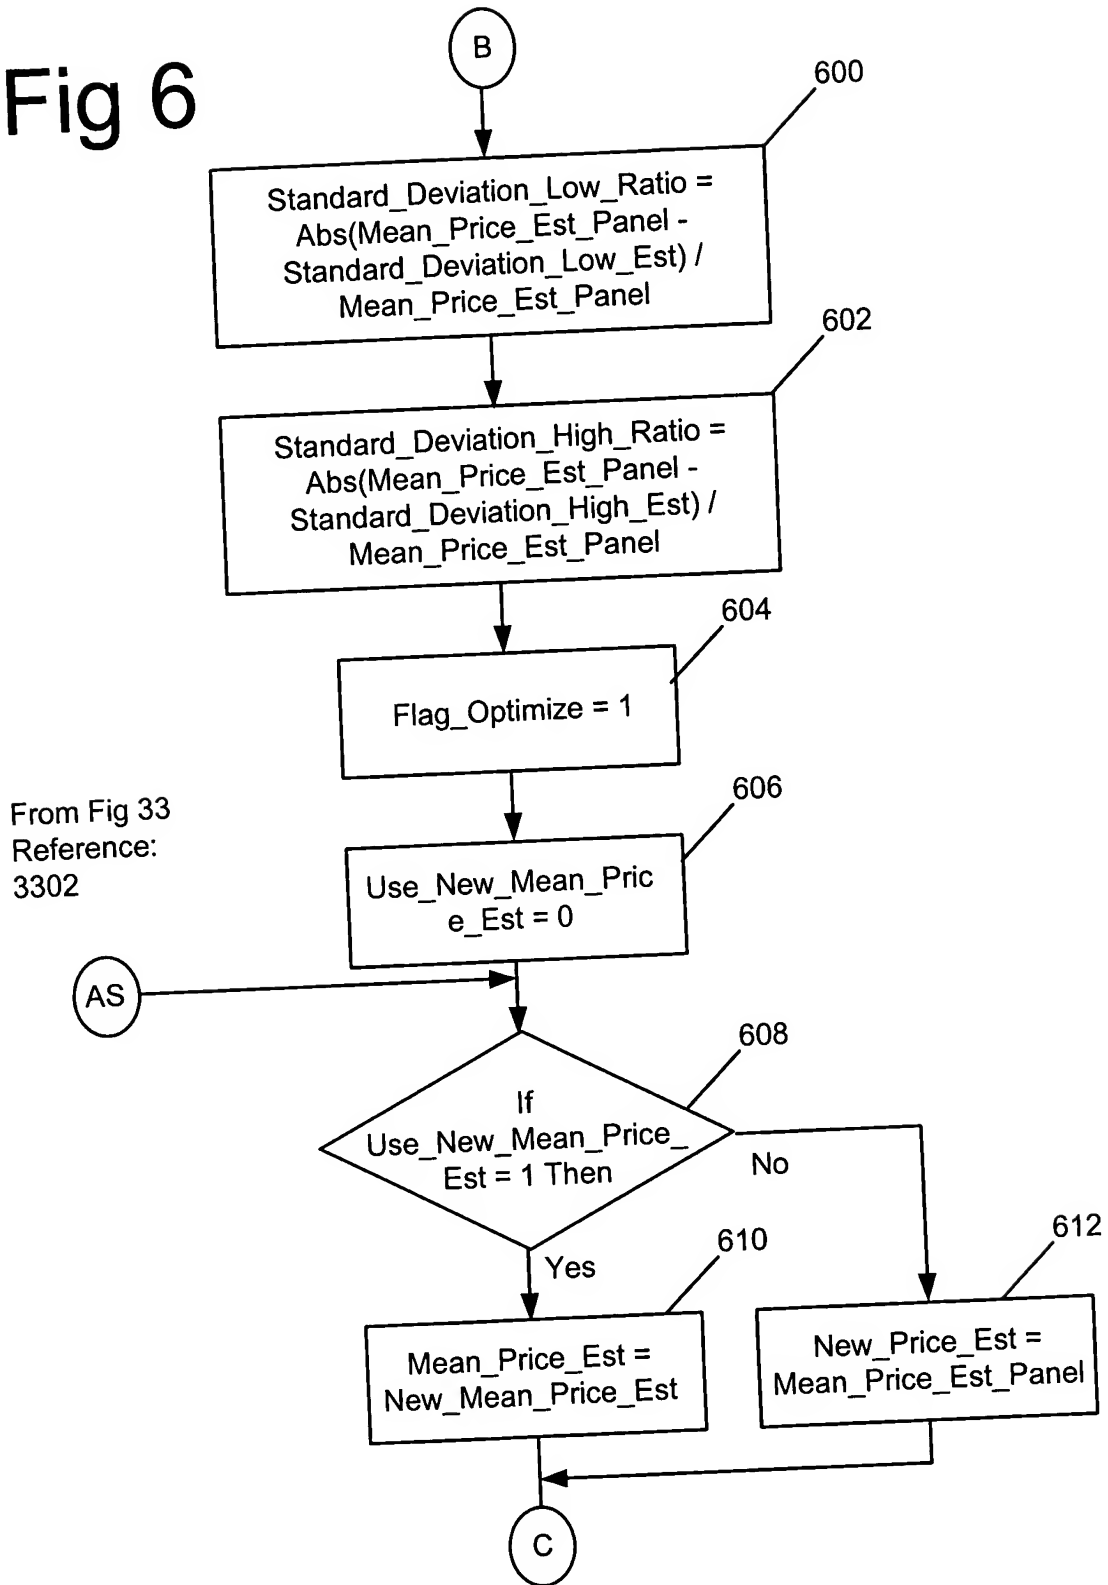 Fig 6
B
600
Standard_Deviation_Low_Ratio =
Abs(Mean_Price_Est_Panel -
Standard_Deviation_Low_Est) /
Mean_Price_Est_Panel
602
Standard_Deviation_High_Ratio =
Abs(Mean_Price_Est_Panel -
Standard_Deviation_High_Est) /
Mean_Price_Est_Panel
604
Flag_Optimize = 1
606
Use_New_Mean_Pric
e_Est = 0
From Fig 33
Reference:
3302
AS
608
If
Use_New_Mean_Price_
Est = 1 Then
No
Yes
610
Mean_Price_Est =
New_Mean_Price_Est
612
New_Price_Est =
Mean_Price_Est_Panel
C